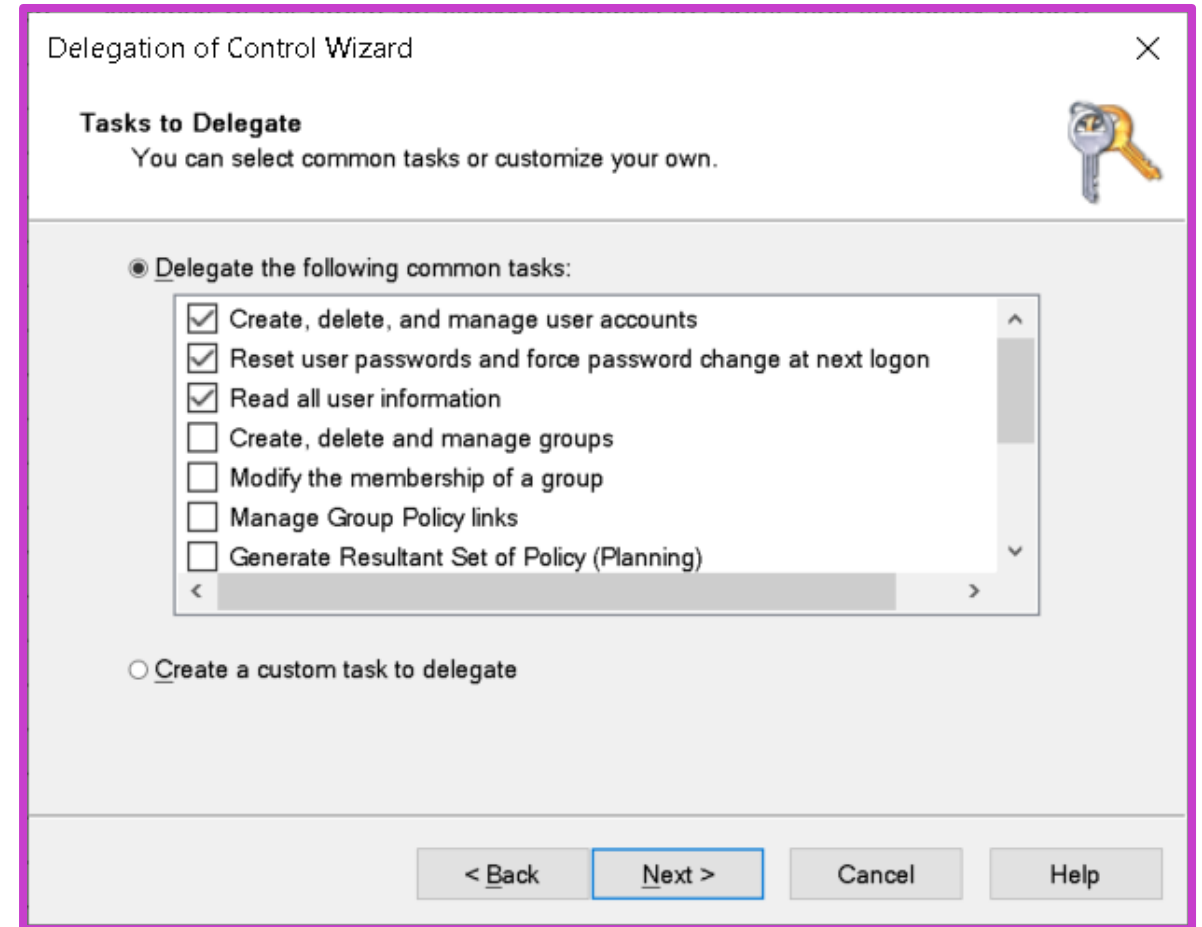 Delegation of Control Wizard
Tasks to Delegate
You can select common tasks or customize your own.
Delegate the following common tasks:
Create, delete, and manage user accounts
Reset user passwords and force password change at next logon
Read all user information
Create, delete and manage groups
Modify the membership of a group
Manage Group Policy links
Generate Resultant Set of Policy (Planning)
Create a custom task to delegate
< Back
Next >
Cancel
Help